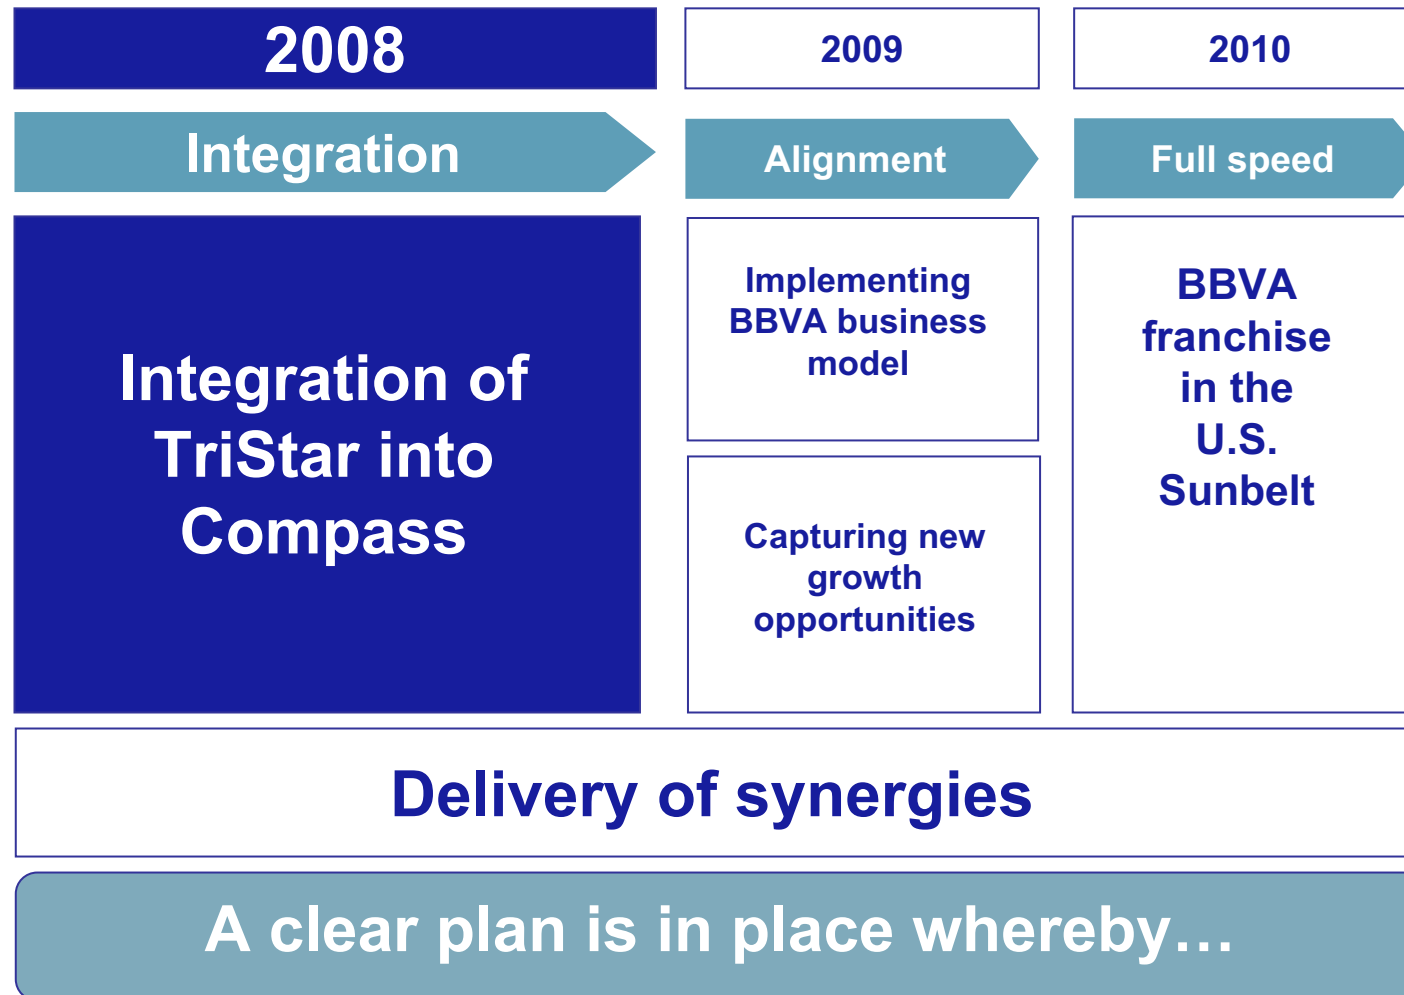 2008
2009
2010
Integration
Alignment
Full speed
Integration of
TriStar into
Compass
Implementing
BBVA business
model
Capturing new
growth
opportunities
BBVA
franchise
in the
U.S.
Sunbelt
Delivery of synergies
A clear plan is in place whereby…